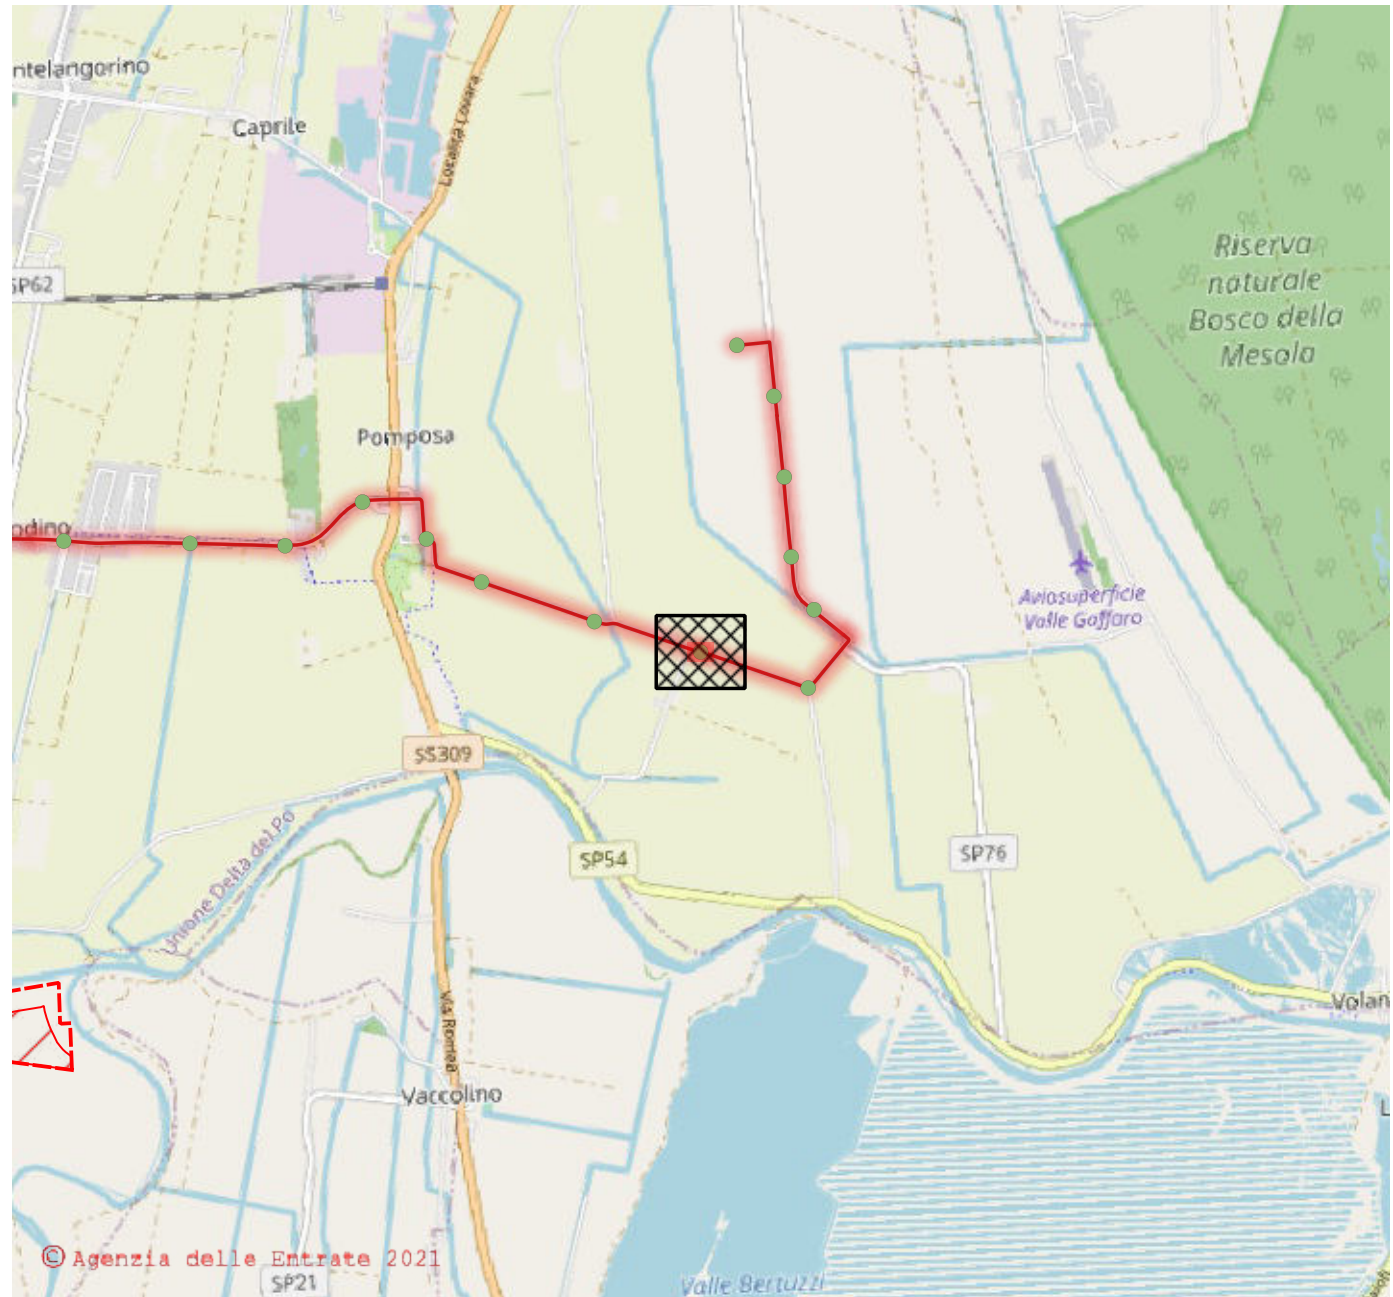 ntelangorino
Caprile
Località Lovara
SP62
Riserva
naturale
Bosco della
Mesola
Pomposa
odino
Aviosuperficie
Valle Gaffaro
SS309
Unione Delta del Po
SP54
SP76
Volan
Via Romea
Vaccolino
L
© Agenzia delle Entrate 2021
SP21
Valle Bertuzzi